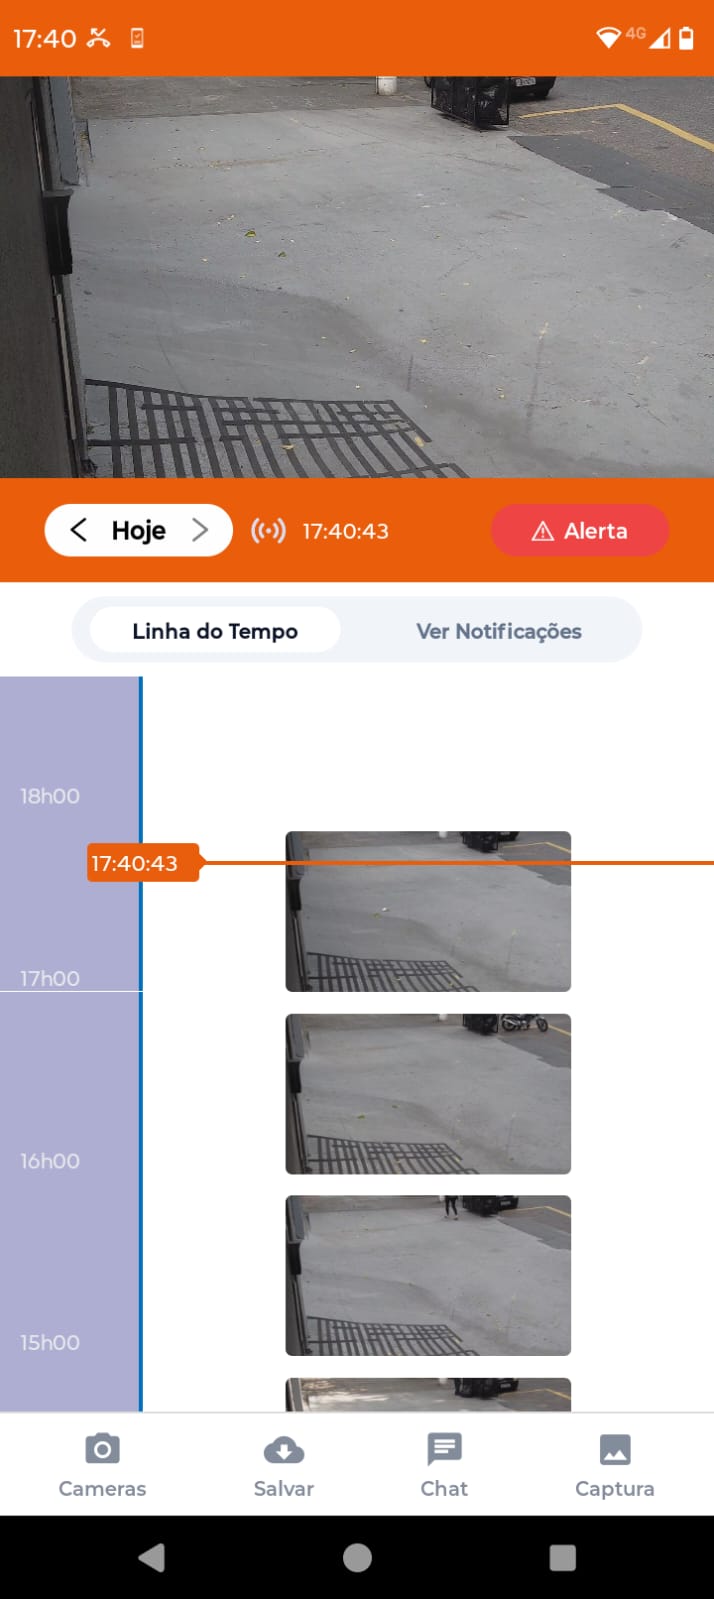 17:40 4G
Hoje 17:40:43 Alerta
Linha do Tempo Ver Notificações
18h00
17:40:43
17h00
16h00
15h00
Cameras Salvar Chat Captura